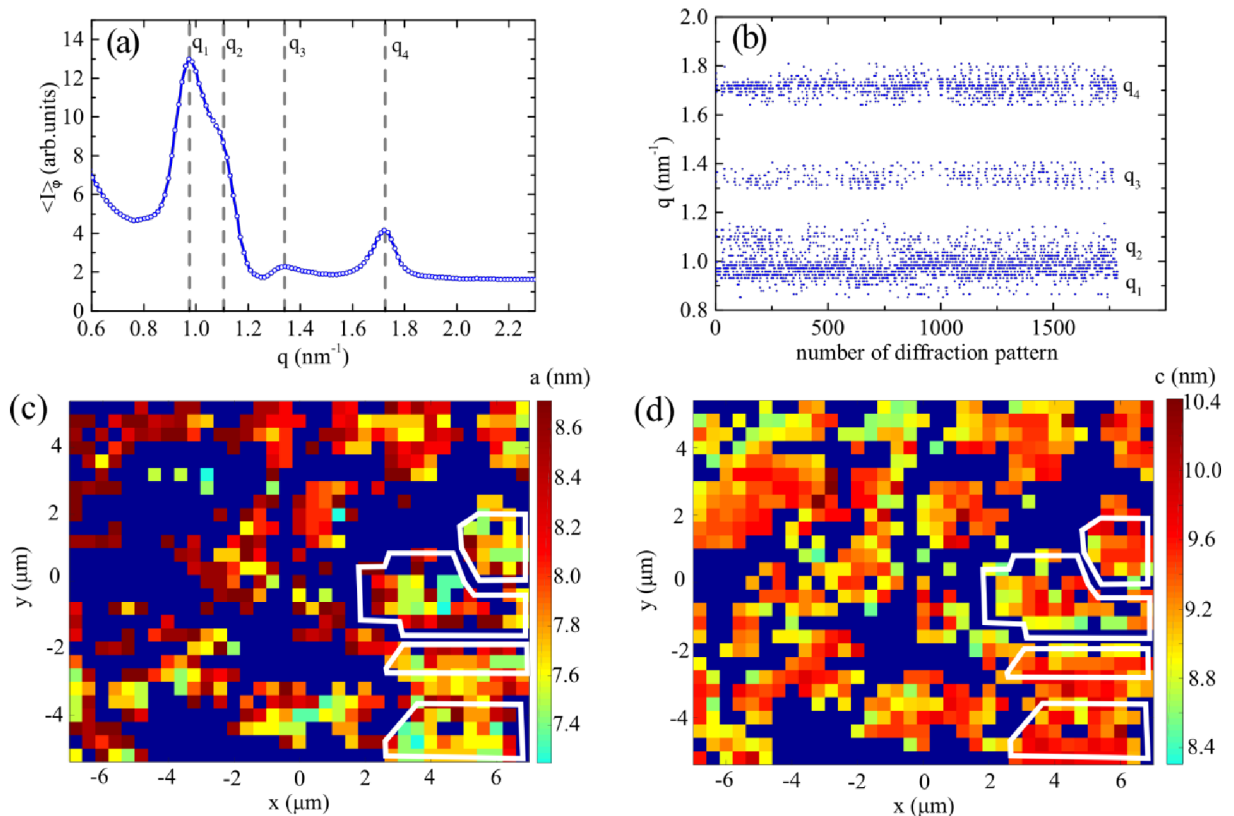 (a)
q1
q2
q3
q4
14
12
10
8
6
4
2
0
<I>φ (arb.units)
0.6 0.8 1.0 1.2 1.4 1.6 1.8 2.0 2.2
q (nm-1)
(b)
2.0
1.8
1.6
1.4
1.2
1.0
0.8
q (nm-1)
q4
q3
q2
q1
0 500 1000 1500
number of diffraction pattern
(c)
a (nm)
8.6
8.4
8.2
8.0
7.8
7.6
7.4
4
2
0
-2
-4
y (μm)
-6 -4 -2 0 2 4 6
x (μm)
(d)
c (nm)
10.4
10.0
9.6
9.2
8.8
8.4
4
2
0
-2
-4
y (μm)
-6 -4 -2 0 2 4 6
x (μm)